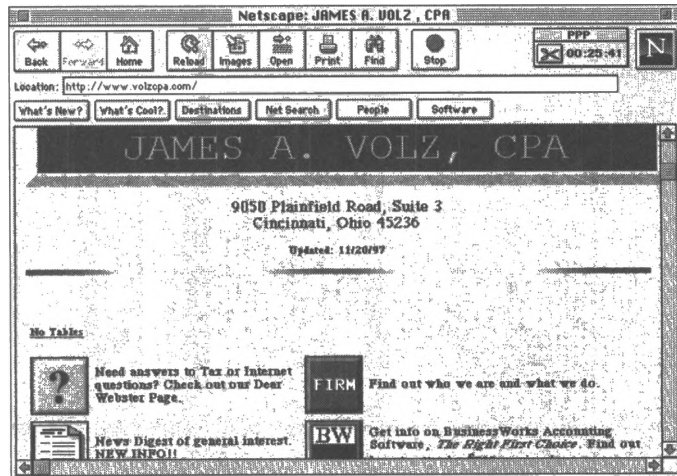 Netscape: JAMES A. VOLZ , CPA
Back Forward Home Reload Images Open Print Find Stop
PPP
00:25:41
N
Location: http://www.volzcpa.com/
What's New? What's Cool? Destinations Net Search People Software
JAMES A. VOLZ, CPA
9050 Plainfield Road, Suite 3
Cincinnati, Ohio 45236
Updated: 11/20/97
No Tables
?
Need answers to Tax or Internet
questions? Check out our Dear
Webster Page.
FIRM
Find out who we are and what we do.
News Digest of general interest.
NEW INFO!!
BW
Get info on BusinessWorks Accounting
Software, The Right First Choice. Find out